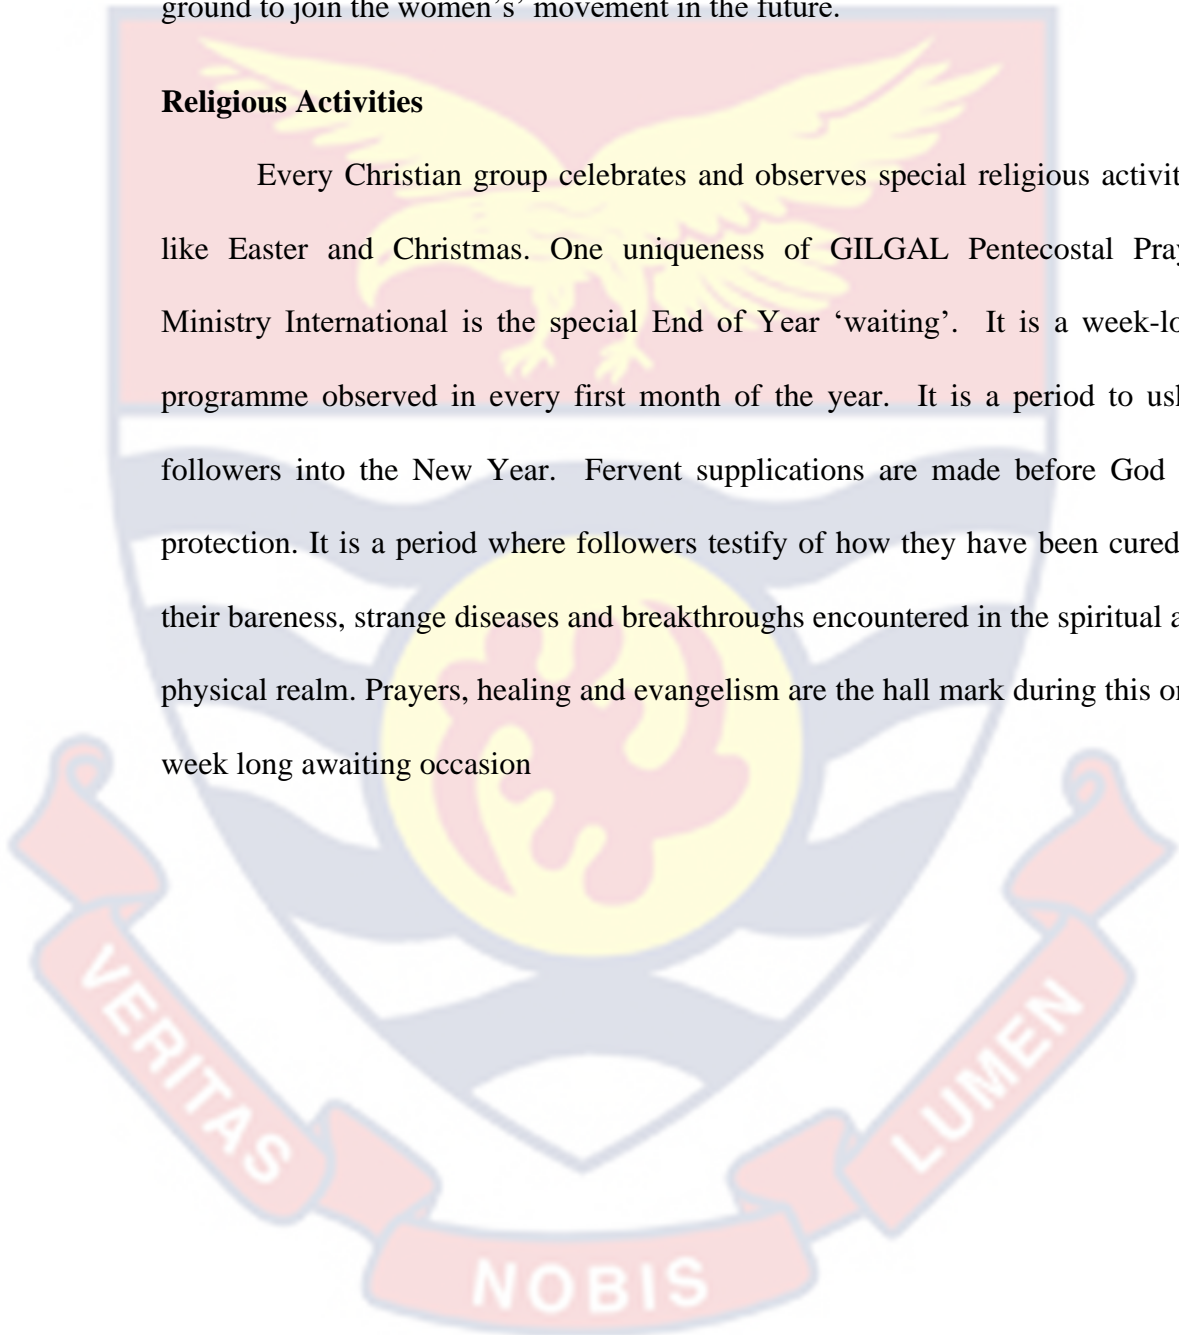 ground to join the women's' movement in the future.
Religious Activities
Every Christian group celebrates and observes special religious activit
like Easter and Christmas. One uniqueness of GILGAL Pentecostal Pray
Ministry International is the special End of Year ‘waiting’. It is a week-lo
programme observed in every first month of the year. It is a period to ush
followers into the New Year. Fervent supplications are made before God
protection. It is a period where followers testify of how they have been cured
their bareness, strange diseases and breakthroughs encountered in the spiritual a
physical realm. Prayers, healing and evangelism are the hall mark during this on
week long awaiting occasion
VERITAS
NOBIS
LUMEN